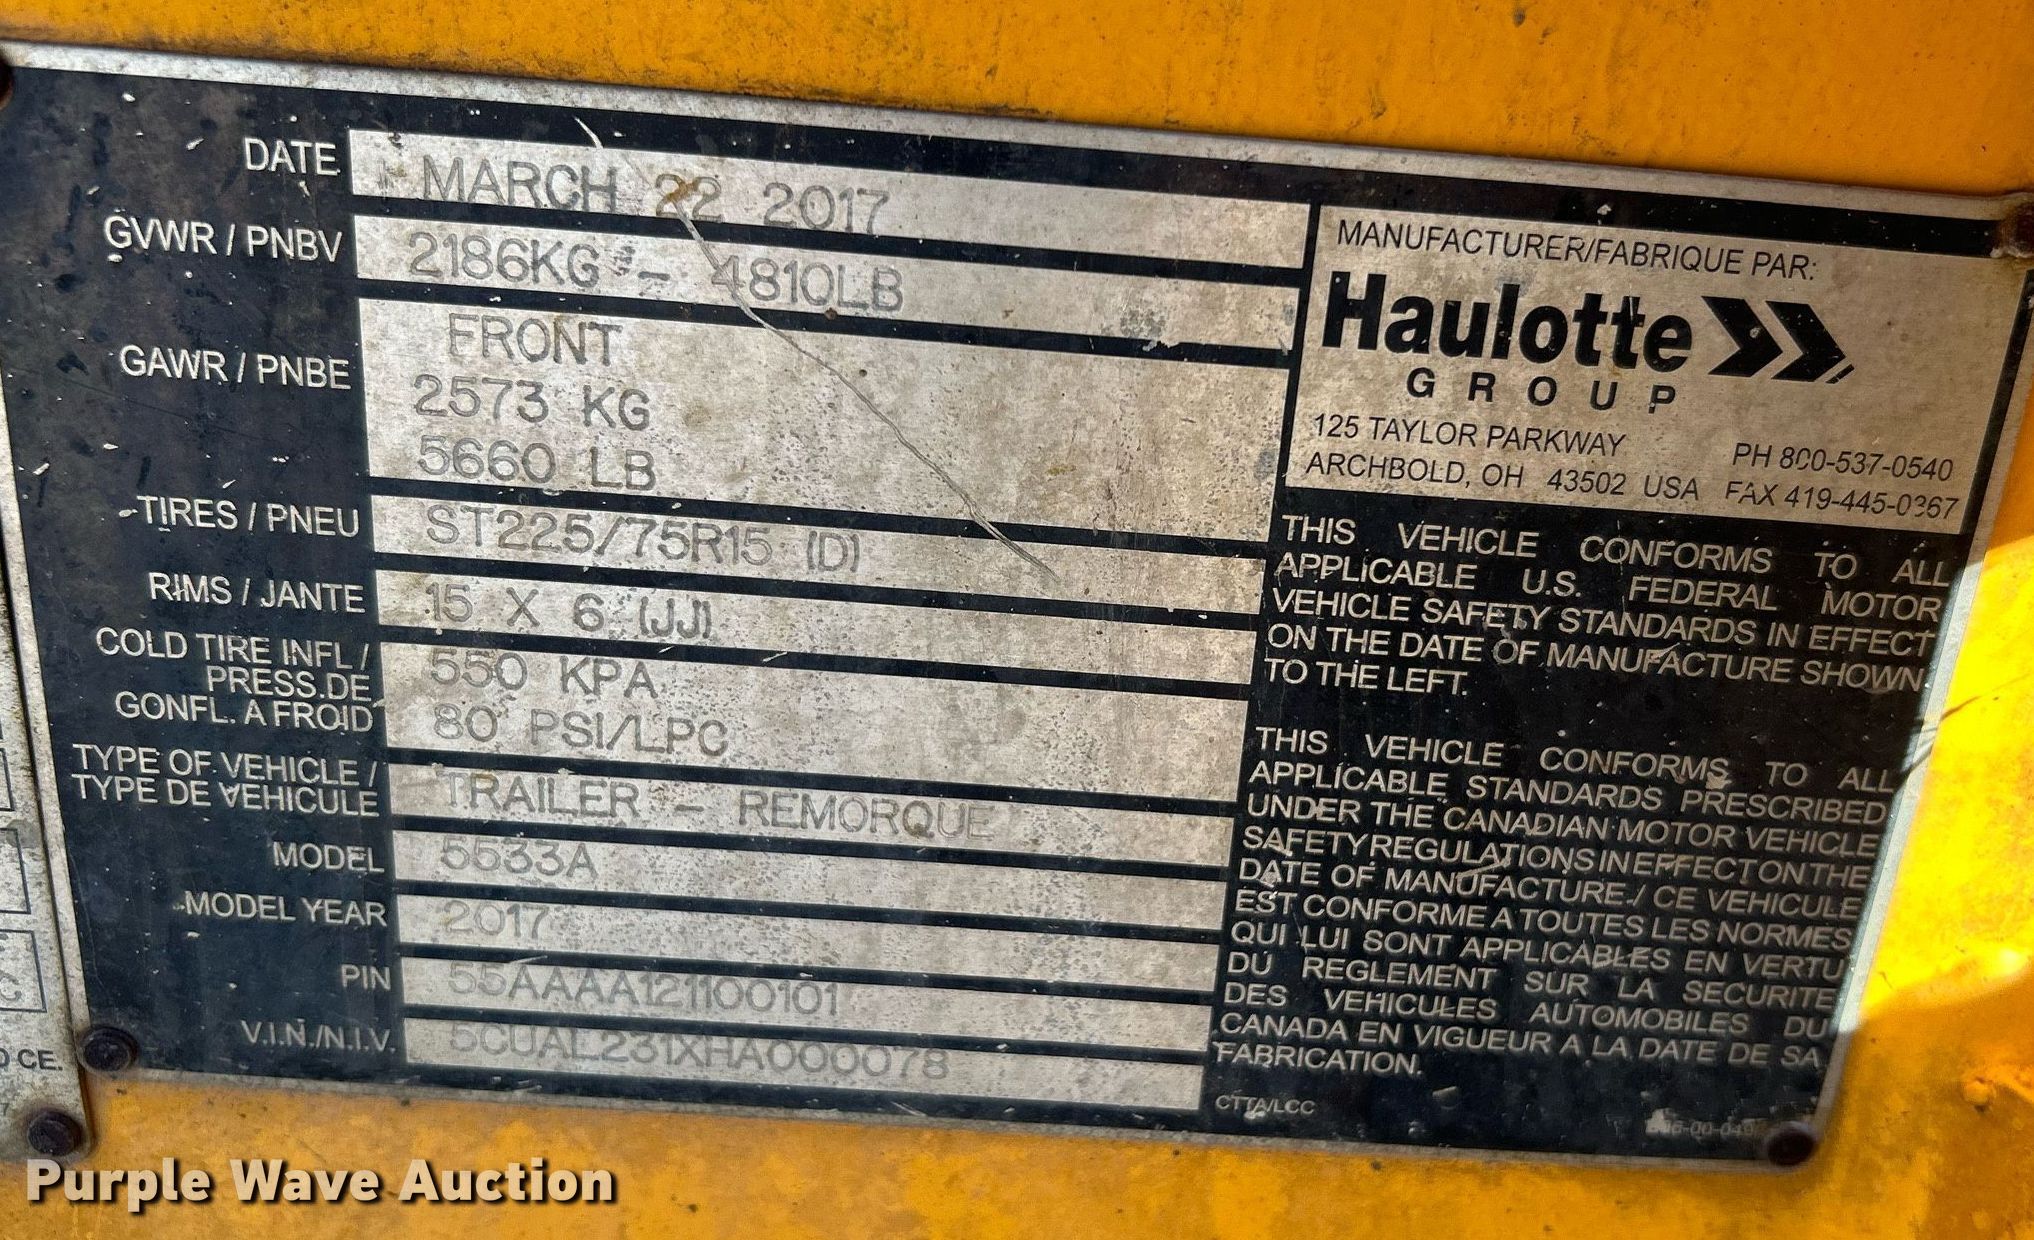 DATE MARCH 22 2017
GVWR / PNBV 2186KG - 4810LB
GAWR / PNBE FRONT
2573 KG
5660 LB
TIRES / PNEU ST225/75R15 (D)
RIMS / JANTE 15 X 6 (JJ)
COLD TIRE INFL / PRESS.DE GONFL. A FROID 550 KPA
80 PSI/LPC
TYPE OF VEHICLE / TYPE DE VEHICULE TRAILER - REMORQUE
MODEL 5533A
MODEL YEAR 2017
PIN 55AAAA121100101
V.I.N./N.I.V. 5CUAL231XHA000078
MANUFACTURER/FABRIQUE PAR:
Haulotte
GROUP
125 TAYLOR PARKWAY PH 800-537-0540
ARCHBOLD, OH 43502 USA FAX 419-445-0367
THIS VEHICLE CONFORMS TO ALL
APPLICABLE U.S. FEDERAL MOTOR
VEHICLE SAFETY STANDARDS IN EFFECT
ON THE DATE OF MANUFACTURE SHOWN
TO THE LEFT.
THIS VEHICLE CONFORMS TO ALL
APPLICABLE STANDARDS PRESCRIBED
UNDER THE CANADIAN MOTOR VEHICLE
SAFETY REGULATIONS IN EFFECT ON THE
DATE OF MANUFACTURE / CE VEHICULE
EST CONFORME A TOUTES LES NORMES
QUI LUI SONT APPLICABLES EN VERTU
DU REGLEMENT SUR LA SECURITE
DES VEHICULES AUTOMOBILES DU
CANADA EN VIGUEUR A LA DATE DE SA
FABRICATION.
CTTA/LCC
CE.
Purple Wave Auction